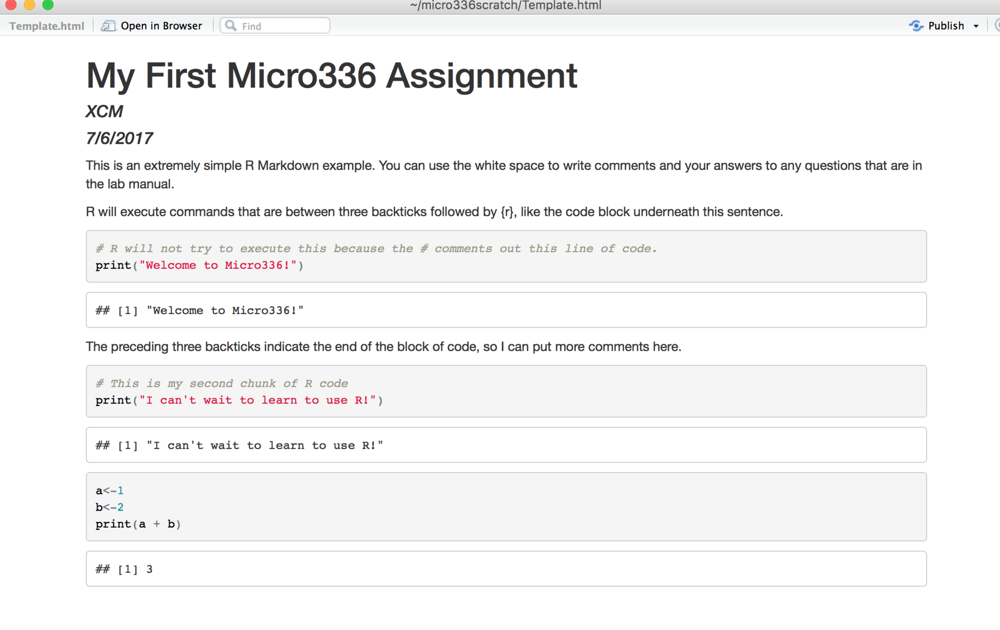 ~/micro336scratch/Template.html
Template.html Open in Browser Find Publish
My First Micro336 Assignment
XCM
7/6/2017
This is an extremely simple R Markdown example. You can use the white space to write comments and your answers to any questions that are in
the lab manual.
R will execute commands that are between three backticks followed by {r}, like the code block underneath this sentence.
# R will not try to execute this because the # comments out this line of code.
print("Welcome to Micro336!")
## [1] "Welcome to Micro336!"
The preceding three backticks indicate the end of the block of code, so I can put more comments here.
# This is my second chunk of R code
print("I can't wait to learn to use R!")
## [1] "I can't wait to learn to use R!"
a<-1
b<-2
print(a + b)
## [1] 3